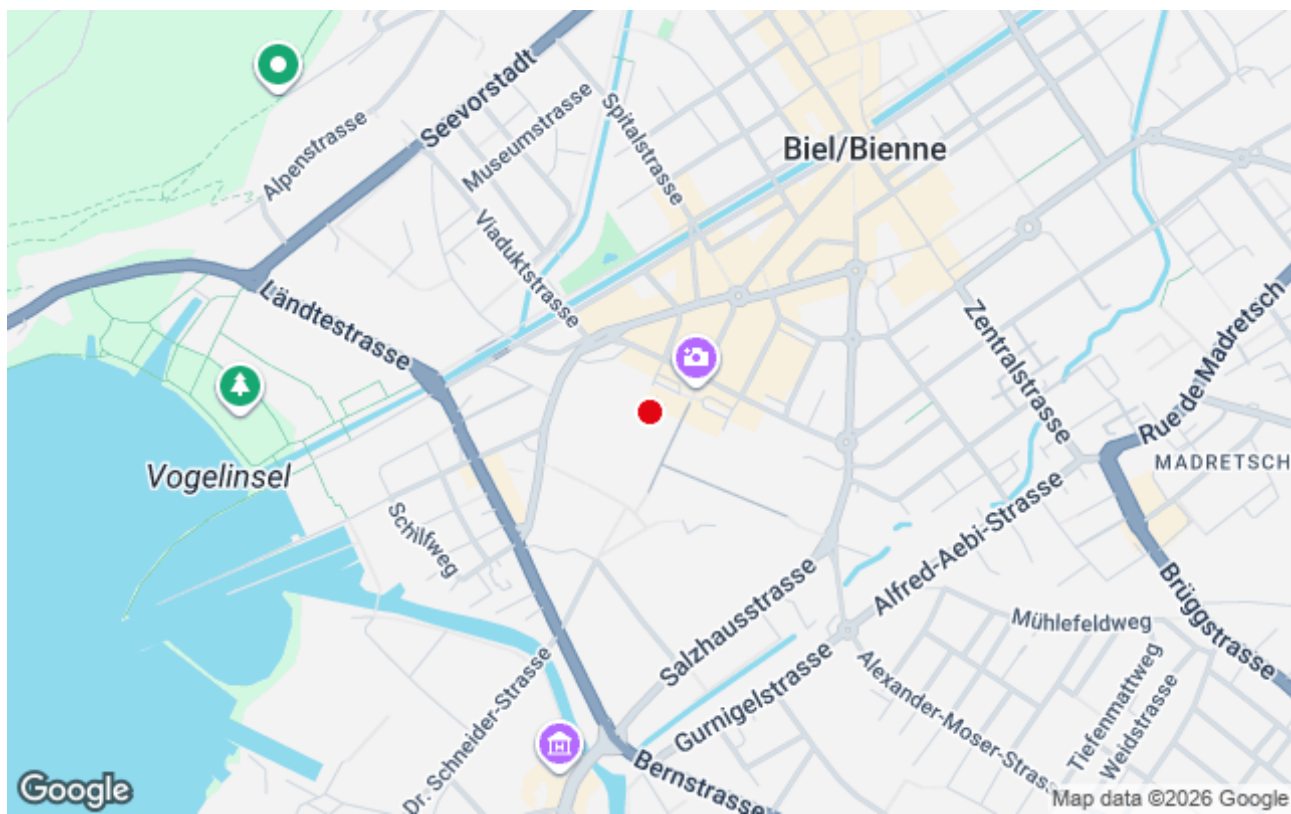 Seevorstadt
Museumstrasse
Spitalstrasse
Biel/Bienne
Alpenstrasse
Viaduktstrasse
Ländtestrasse
Zentralstrasse
Rue de Madretsch
MADRETSCH
Vogelinsel
Schilfweg
Alfred-Aebi-Strasse
Salzhausstrasse
Brüggstrasse
Mühlefeldweg
Gurnigelstrasse
Alexander-Moser-Strass
Tiefenmattweg
Weidstrasse
Dr. Schneider-Strasse
Bernstrasse
H
Google
Map data ©2026 Google